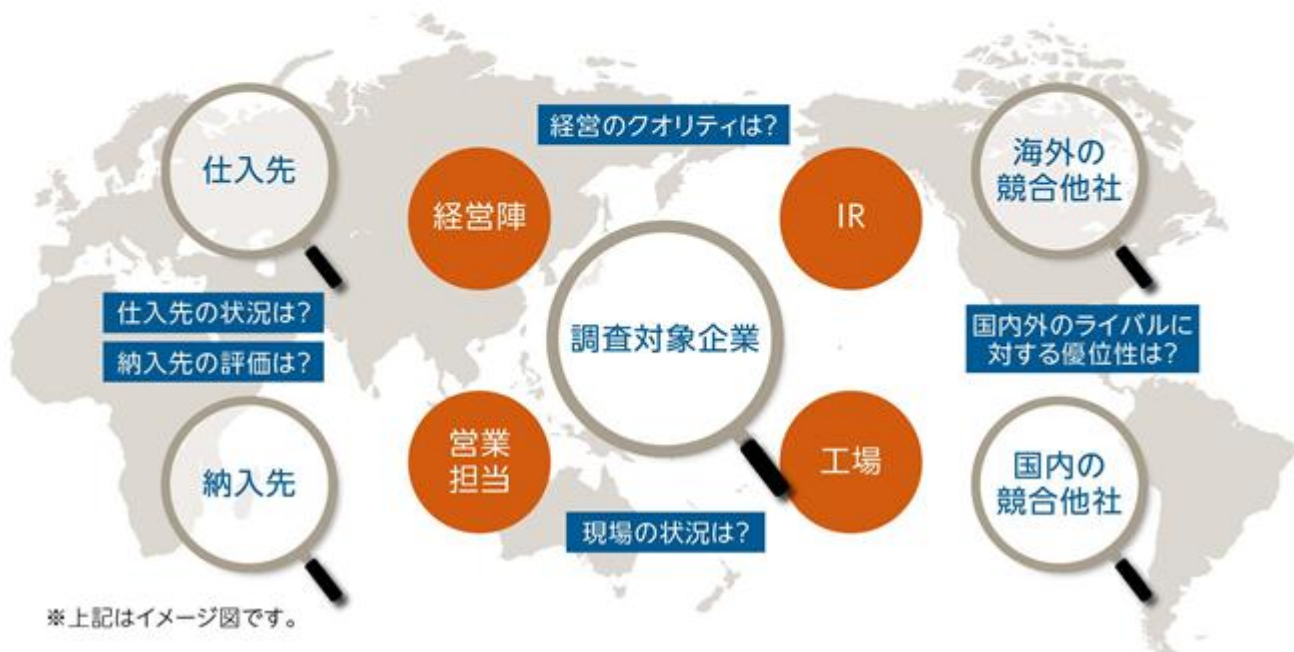 経営のクオリティは?
仕入先
経営陣
IR
海外の
競合他社
仕入先の状況は?
納入先の評価は?
調査対象企業
国内外のライバルに
対する優位性は?
営業
担当
工場
納入先
国内の
競合他社
現場の状況は?
※上記はイメージ図です。